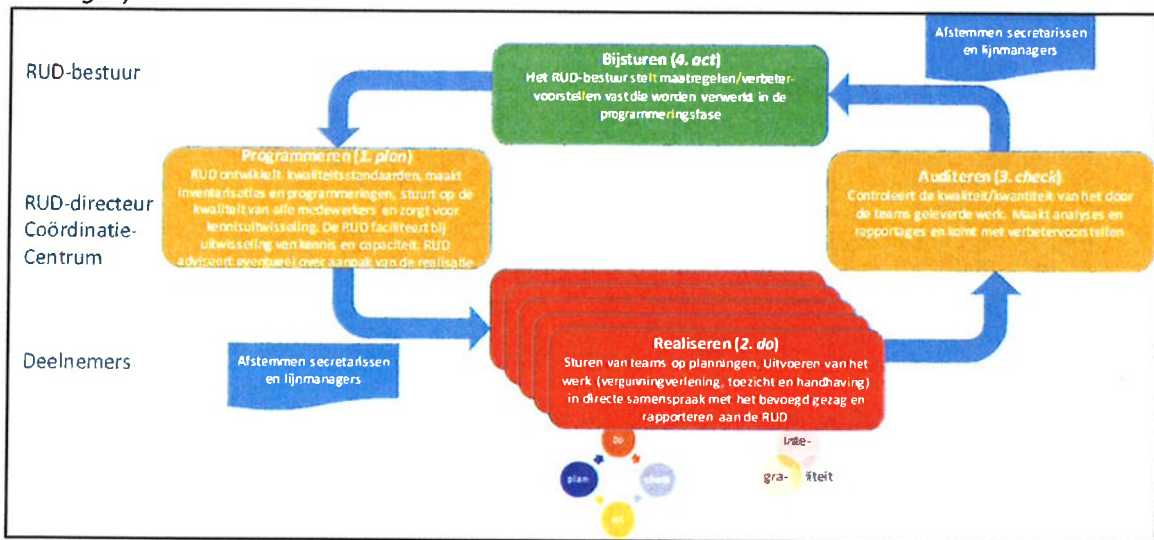 Afstemmen secretarissen
en lijnmanagers
RUD-bestuur
Bijsturen (4. act)
Het RUD-bestuur stelt maatregelen/verbeter-
voorstellen vast die worden verwerkt in de
programmeringsfase
Programmeren (1. plan)
RUD ontwikkelt kwaliteitsstandaarden, maakt
inventarisaties en programmeringen, stuurt op de
kwaliteit van alle medewerkers en zorgt voor
kennisuitwisseling. De RUD faciliteert bij
uitwisseling van kennis en capaciteit. RUD
adviseert eventueel over aanpak van de realisatie
RUD-directeur
Coördinatie-
Centrum
Auditeren (3. check)
Controleert de kwaliteit/kwantiteit van het door
de teams geleverde werk. Maakt analyses en
rapportages en komt met verbetervoorstellen
Deelnemers
Afstemmen secretarissen
en lijnmanagers
Realiseren (2. do)
Sturen van teams op planningen. Uitvoeren van het
werk (vergunningverlening, toezicht en handhaving)
in directe samenspraak met het bevoegd gezag en
rapporteren aan de RUD
Do
plan
check
act
inte-
gra-
liteit